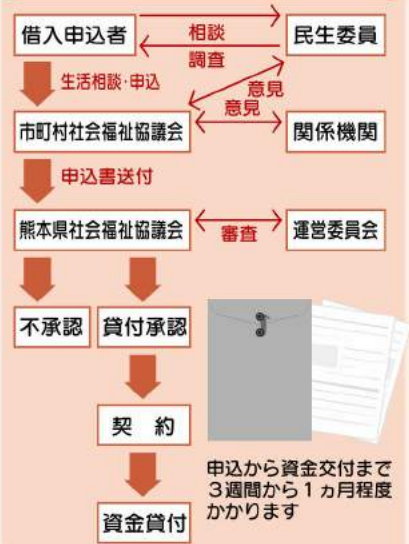 借入申込者
相談
民生委員
調査
生活相談・申込
意見
意見
市町村社会福祉協議会
関係機関
申込書送付
熊本県社会福祉協議会
審査
運営委員会
不承認
貸付承認
契　約
資金貸付
申込から資金交付まで
３週間から１ヵ月程度
かかります